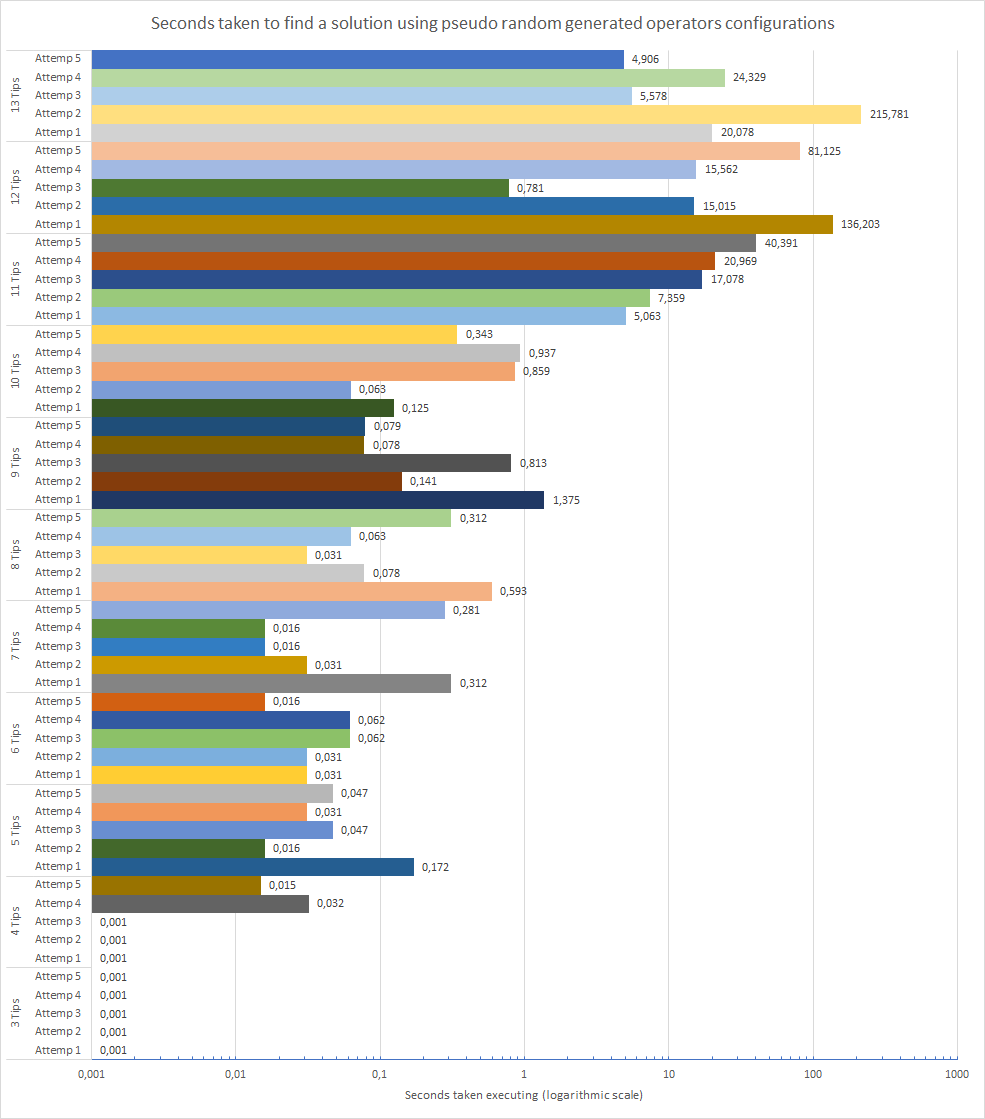 Seconds taken to find a solution using pseudo random generated operators configurations
13 Tips
Attemp 5 4,906
Attemp 4 24,329
Attemp 3 5,578
Attemp 2 215,781
Attemp 1 20,078
12 Tips
Attemp 5 81,125
Attemp 4 15,562
Attemp 3 0,781
Attemp 2 15,015
Attemp 1 136,203
11 Tips
Attemp 5 40,391
Attemp 4 20,969
Attemp 3 17,078
Attemp 2 7,359
Attemp 1 5,063
10 Tips
Attemp 5 0,343
Attemp 4 0,937
Attemp 3 0,859
Attemp 2 0,063
Attemp 1 0,125
9 Tips
Attemp 5 0,079
Attemp 4 0,078
Attemp 3 0,813
Attemp 2 0,141
Attemp 1 1,375
8 Tips
Attemp 5 0,312
Attemp 4 0,063
Attemp 3 0,031
Attemp 2 0,078
Attemp 1 0,593
7 Tips
Attemp 5 0,281
Attemp 4 0,016
Attemp 3 0,016
Attemp 2 0,031
Attemp 1 0,312
6 Tips
Attemp 5 0,016
Attemp 4 0,062
Attemp 3 0,062
Attemp 2 0,031
Attemp 1 0,031
5 Tips
Attemp 5 0,047
Attemp 4 0,031
Attemp 3 0,047
Attemp 2 0,016
Attemp 1 0,172
4 Tips
Attemp 5 0,015
Attemp 4 0,032
Attemp 3 0,001
Attemp 2 0,001
Attemp 1 0,001
3 Tips
Attemp 5 0,001
Attemp 4 0,001
Attemp 3 0,001
Attemp 2 0,001
Attemp 1 0,001
0,001 0,01 0,1 1 10 100 1000
Seconds taken executing (logarithmic scale)